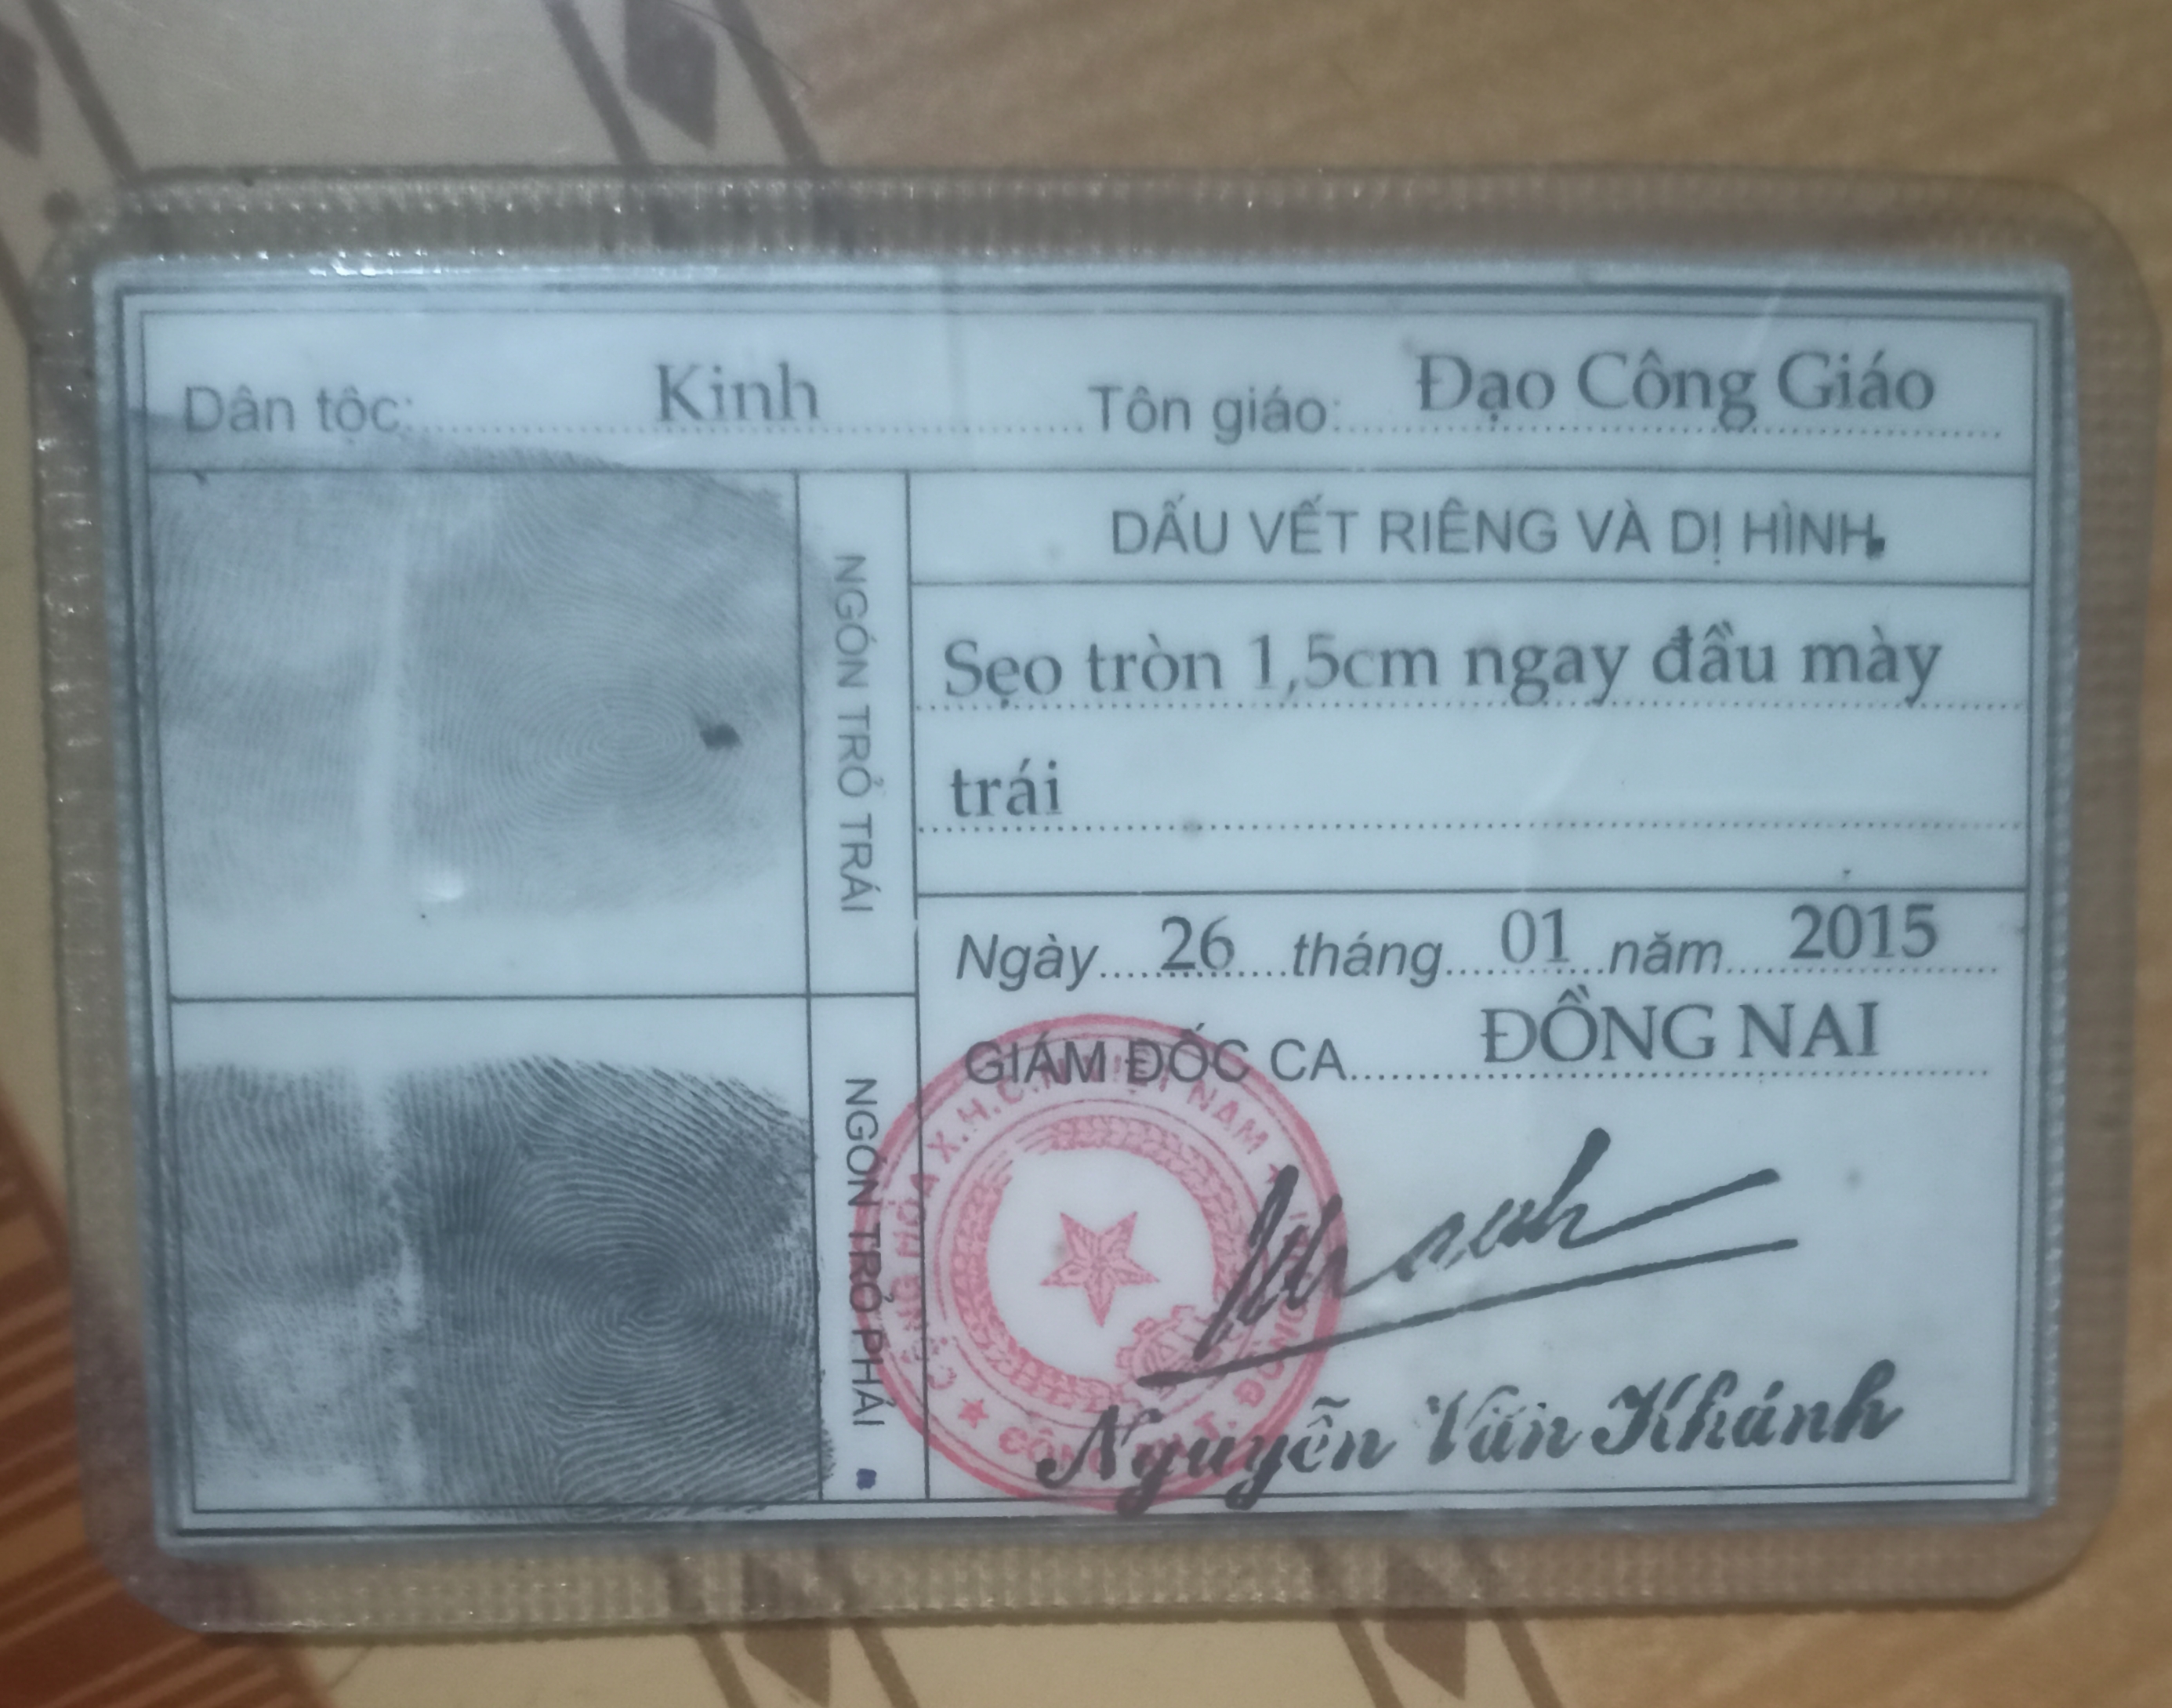 Dân tộc: Kinh Tôn giáo: Đạo Công Giáo
NGÓN TRỎ TRÁI
DẤU VẾT RIÊNG VÀ DỊ HÌNH
Sẹo tròn 1,5cm ngay đầu mày
trái
Ngày 26 tháng 01 năm 2015
GIÁM ĐỐC CA ĐỒNG NAI
NGÓN TRỎ PHẢI
X.H.C.N VIỆT NAM
Nguyễn Văn Khánh